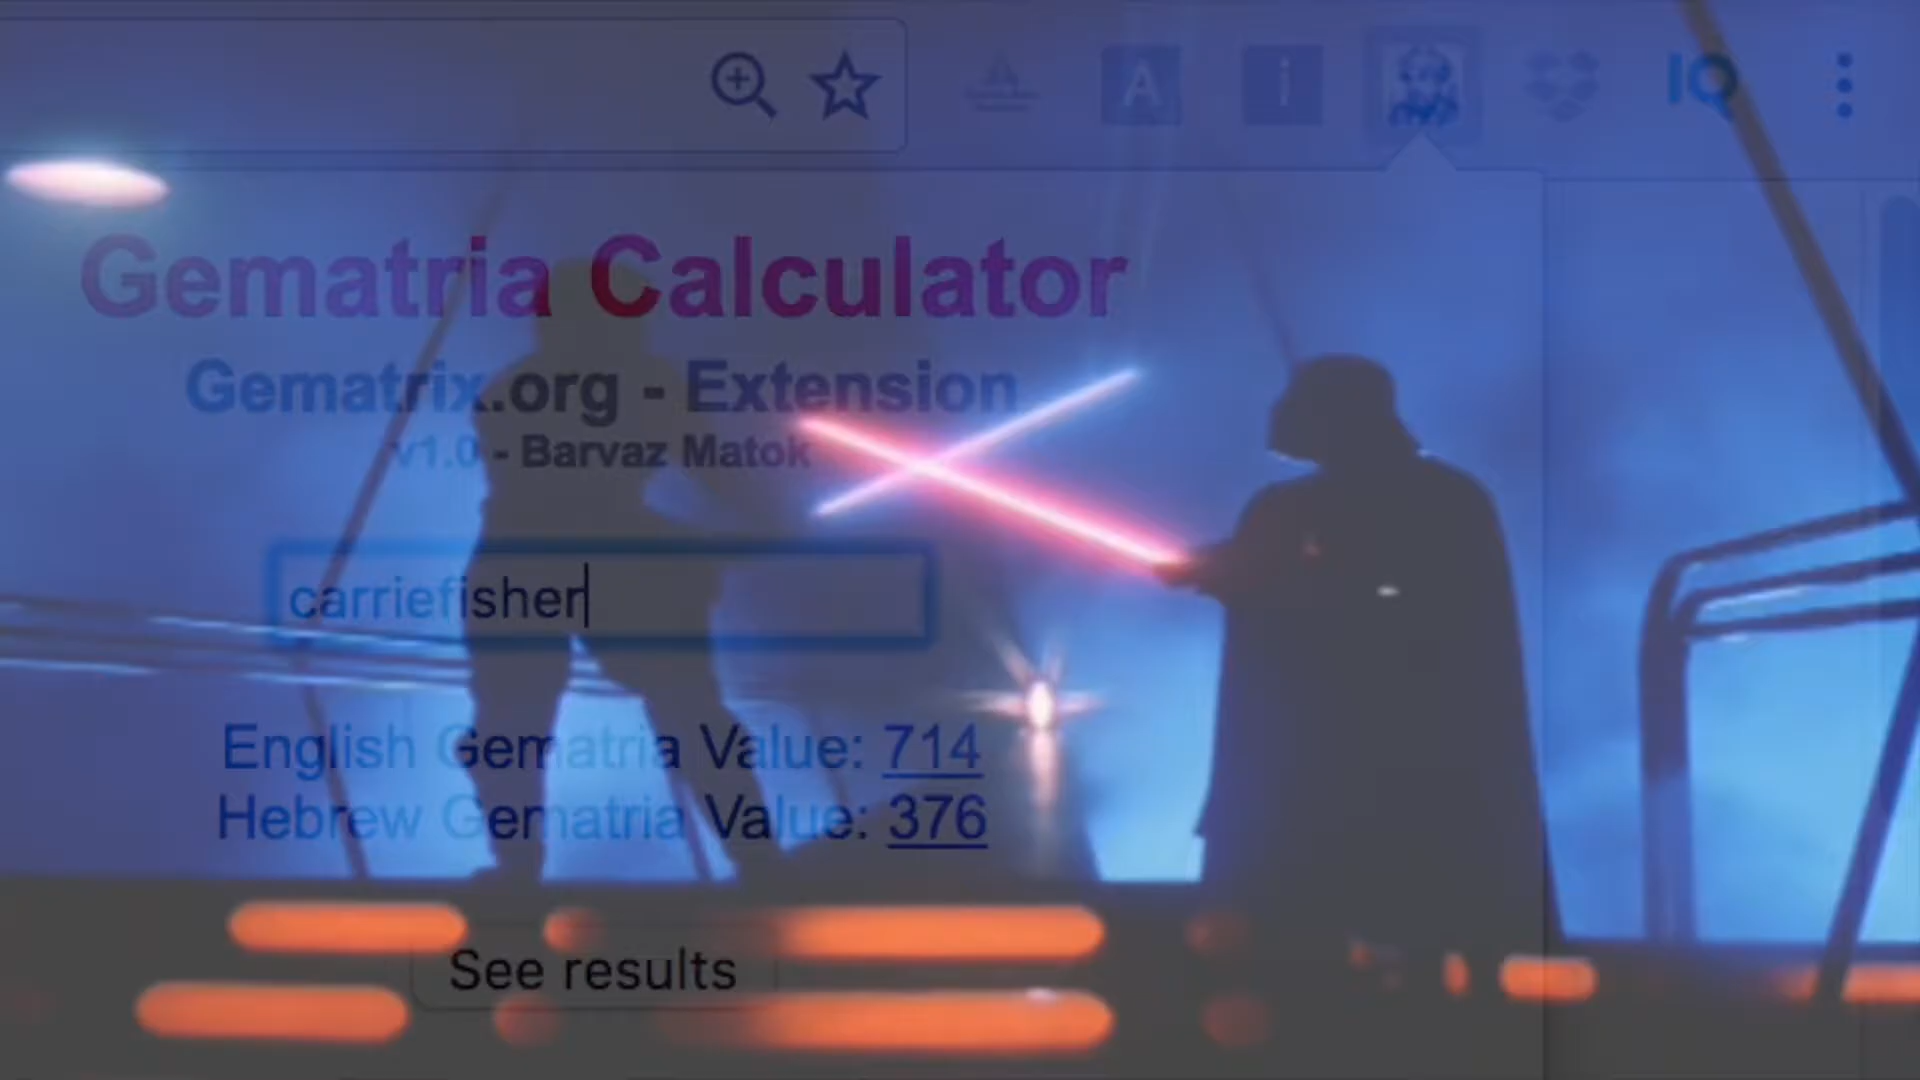 A i IQ
Gematria Calculator
Gematrix.org - Extension
v1.0 - Barvaz Matok
carriefisher
English Gematria Value: 714
Hebrew Gematria Value: 376
See results